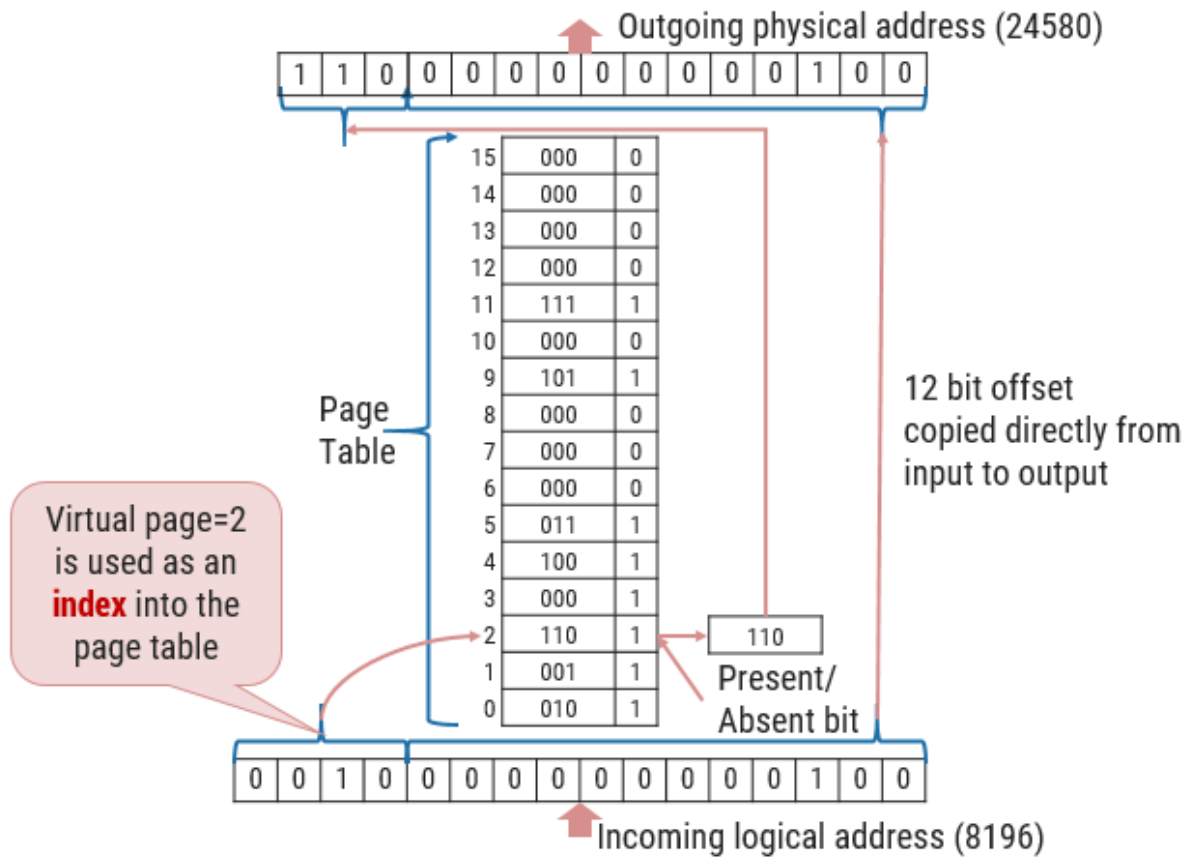 Outgoing physical address (24580)
1 1 0 0 0 0 0 0 0 0 0 0 1 0 0
15 000 0
14 000 0
13 000 0
12 000 0
11 111 1
10 000 0
9 101 1
8 000 0
7 000 0
6 000 0
5 011 1
4 100 1
3 000 1
2 110 1
1 001 1
0 010 1
Page
Table
12 bit offset
copied directly from
input to output
Virtual page=2
is used as an
index into the
page table
110
Present/
Absent bit
0 0 1 0 0 0 0 0 0 0 0 0 0 1 0 0
Incoming logical address (8196)